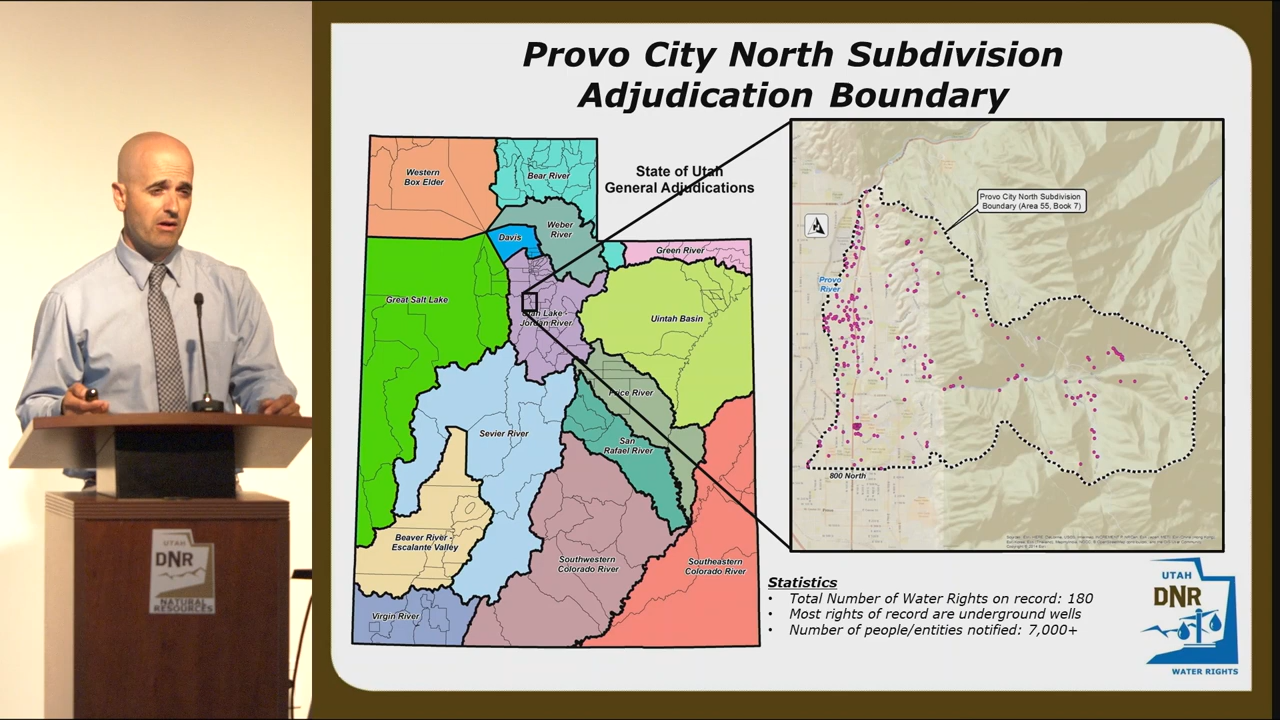 Provo City North Subdivision
Adjudication Boundary
State of Utah
General Adjudications
Western
Box Elder
Bear River
Weber
River
Davis
Green River
Great Salt Lake
Utah Lake
Jordan River
Uintah Basin
Price River
Sevier River
San
Rafael River
Beaver River
Escalante Valley
Southwestern
Colorado River
Southeastern
Colorado River
Virgin River
Provo City North Subdivision
Boundary (Area 55, Book 7)
Provo
River
800 North
Statistics
• Total Number of Water Rights on record: 180
• Most rights of record are underground wells
• Number of people/entities notified: 7,000+
UTAH
DNR
WATER RIGHTS
UTAH
DNR
NATURAL
RESOURCES